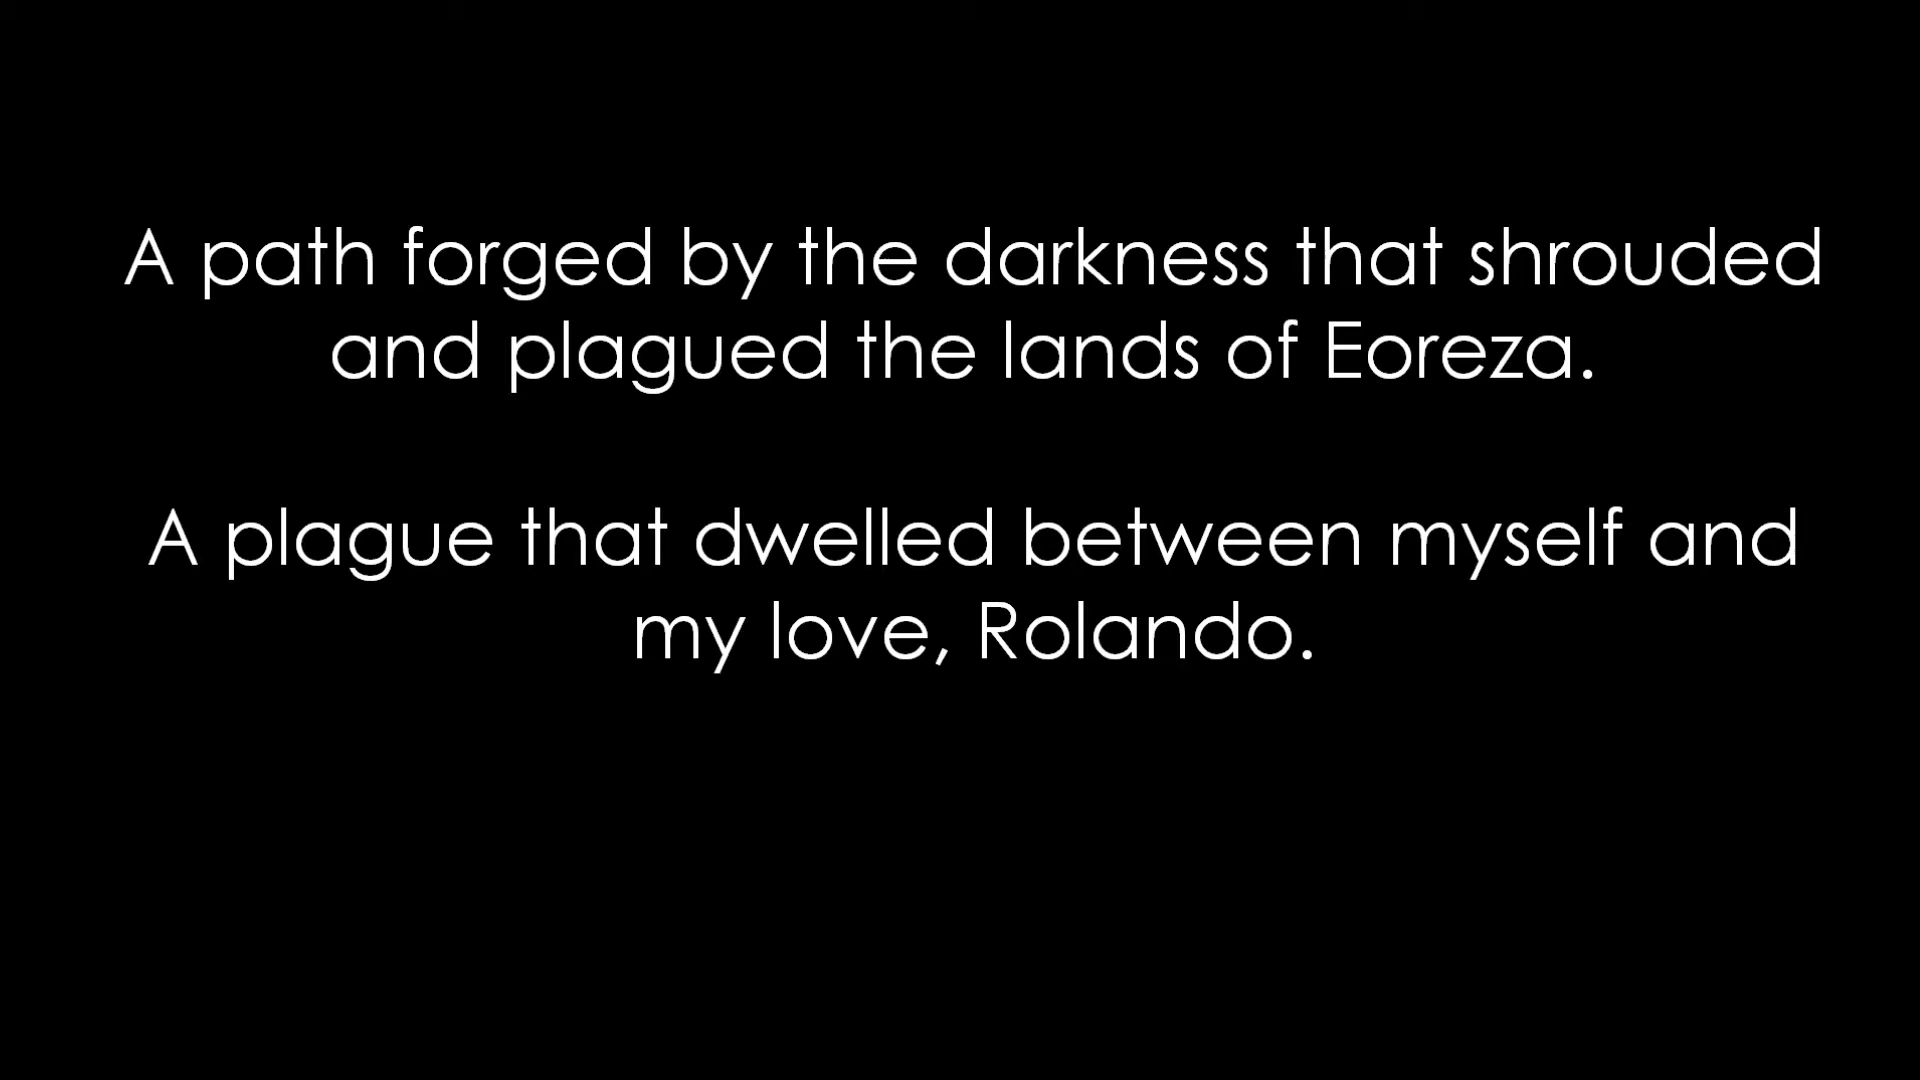 A path forged by the darkness that shrouded
and plagued the lands of Eoreza.
A plague that dwelled between myself and
my love, Rolando.